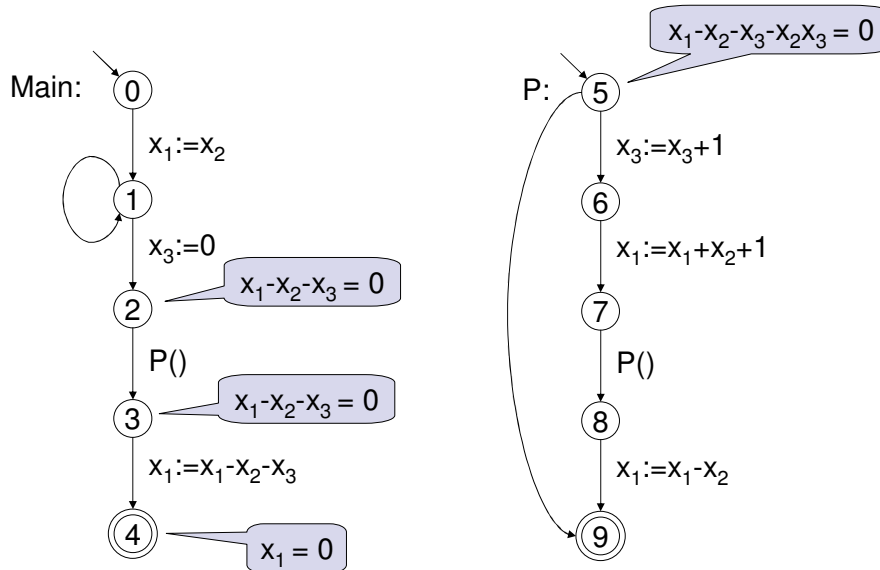 Main:
0
x₁:=x₂
1
x₃:=0
2
x₁-x₂-x₃ = 0
P()
3
x₁-x₂-x₃ = 0
x₁:=x₁-x₂-x₃
4
x₁ = 0
x₁-x₂-x₃-x₂x₃ = 0
P:
5
x₃:=x₃+1
6
x₁:=x₁+x₂+1
7
P()
8
x₁:=x₁-x₂
9